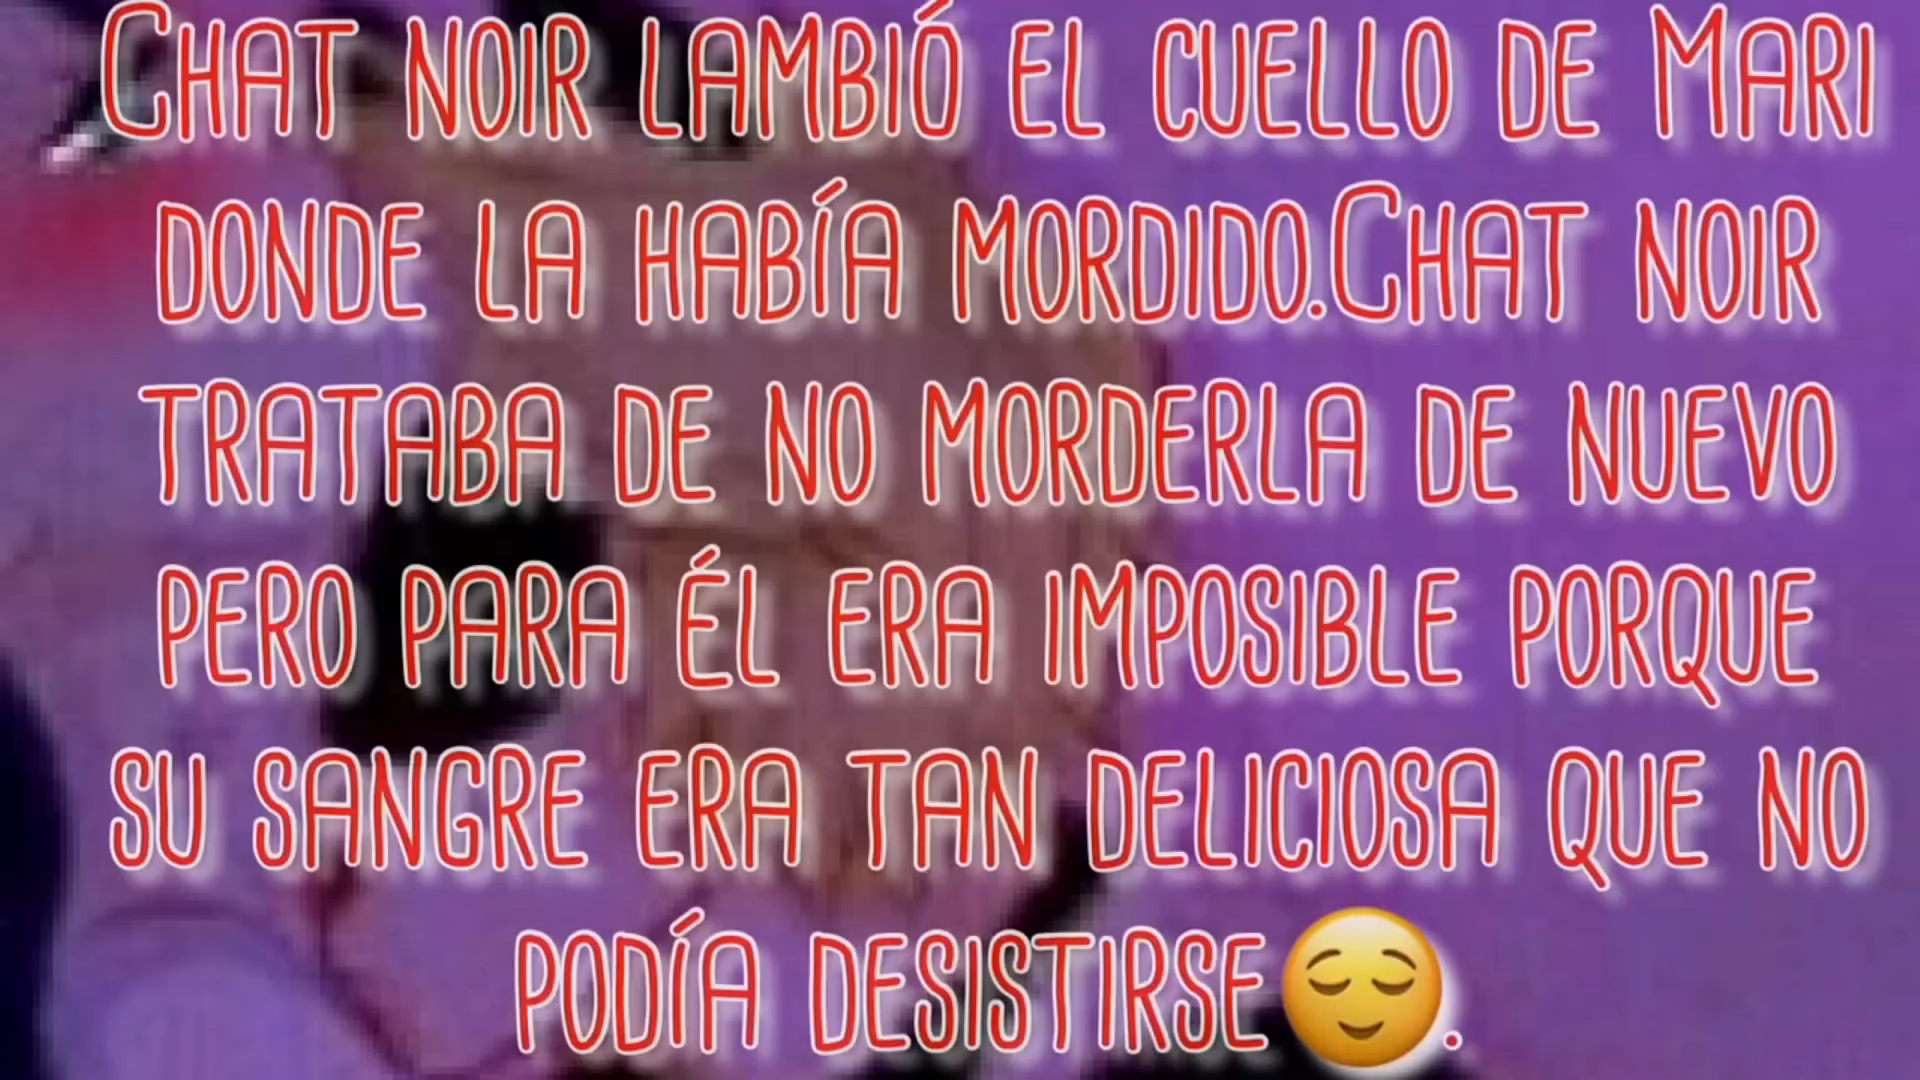 Chat noir lambió el cuello de Mari
donde la había mordido.Chat noir
trataba de no morderla de nuevo
pero para él era imposible porque
su sangre era tan deliciosa que no
podía desistirse😌.